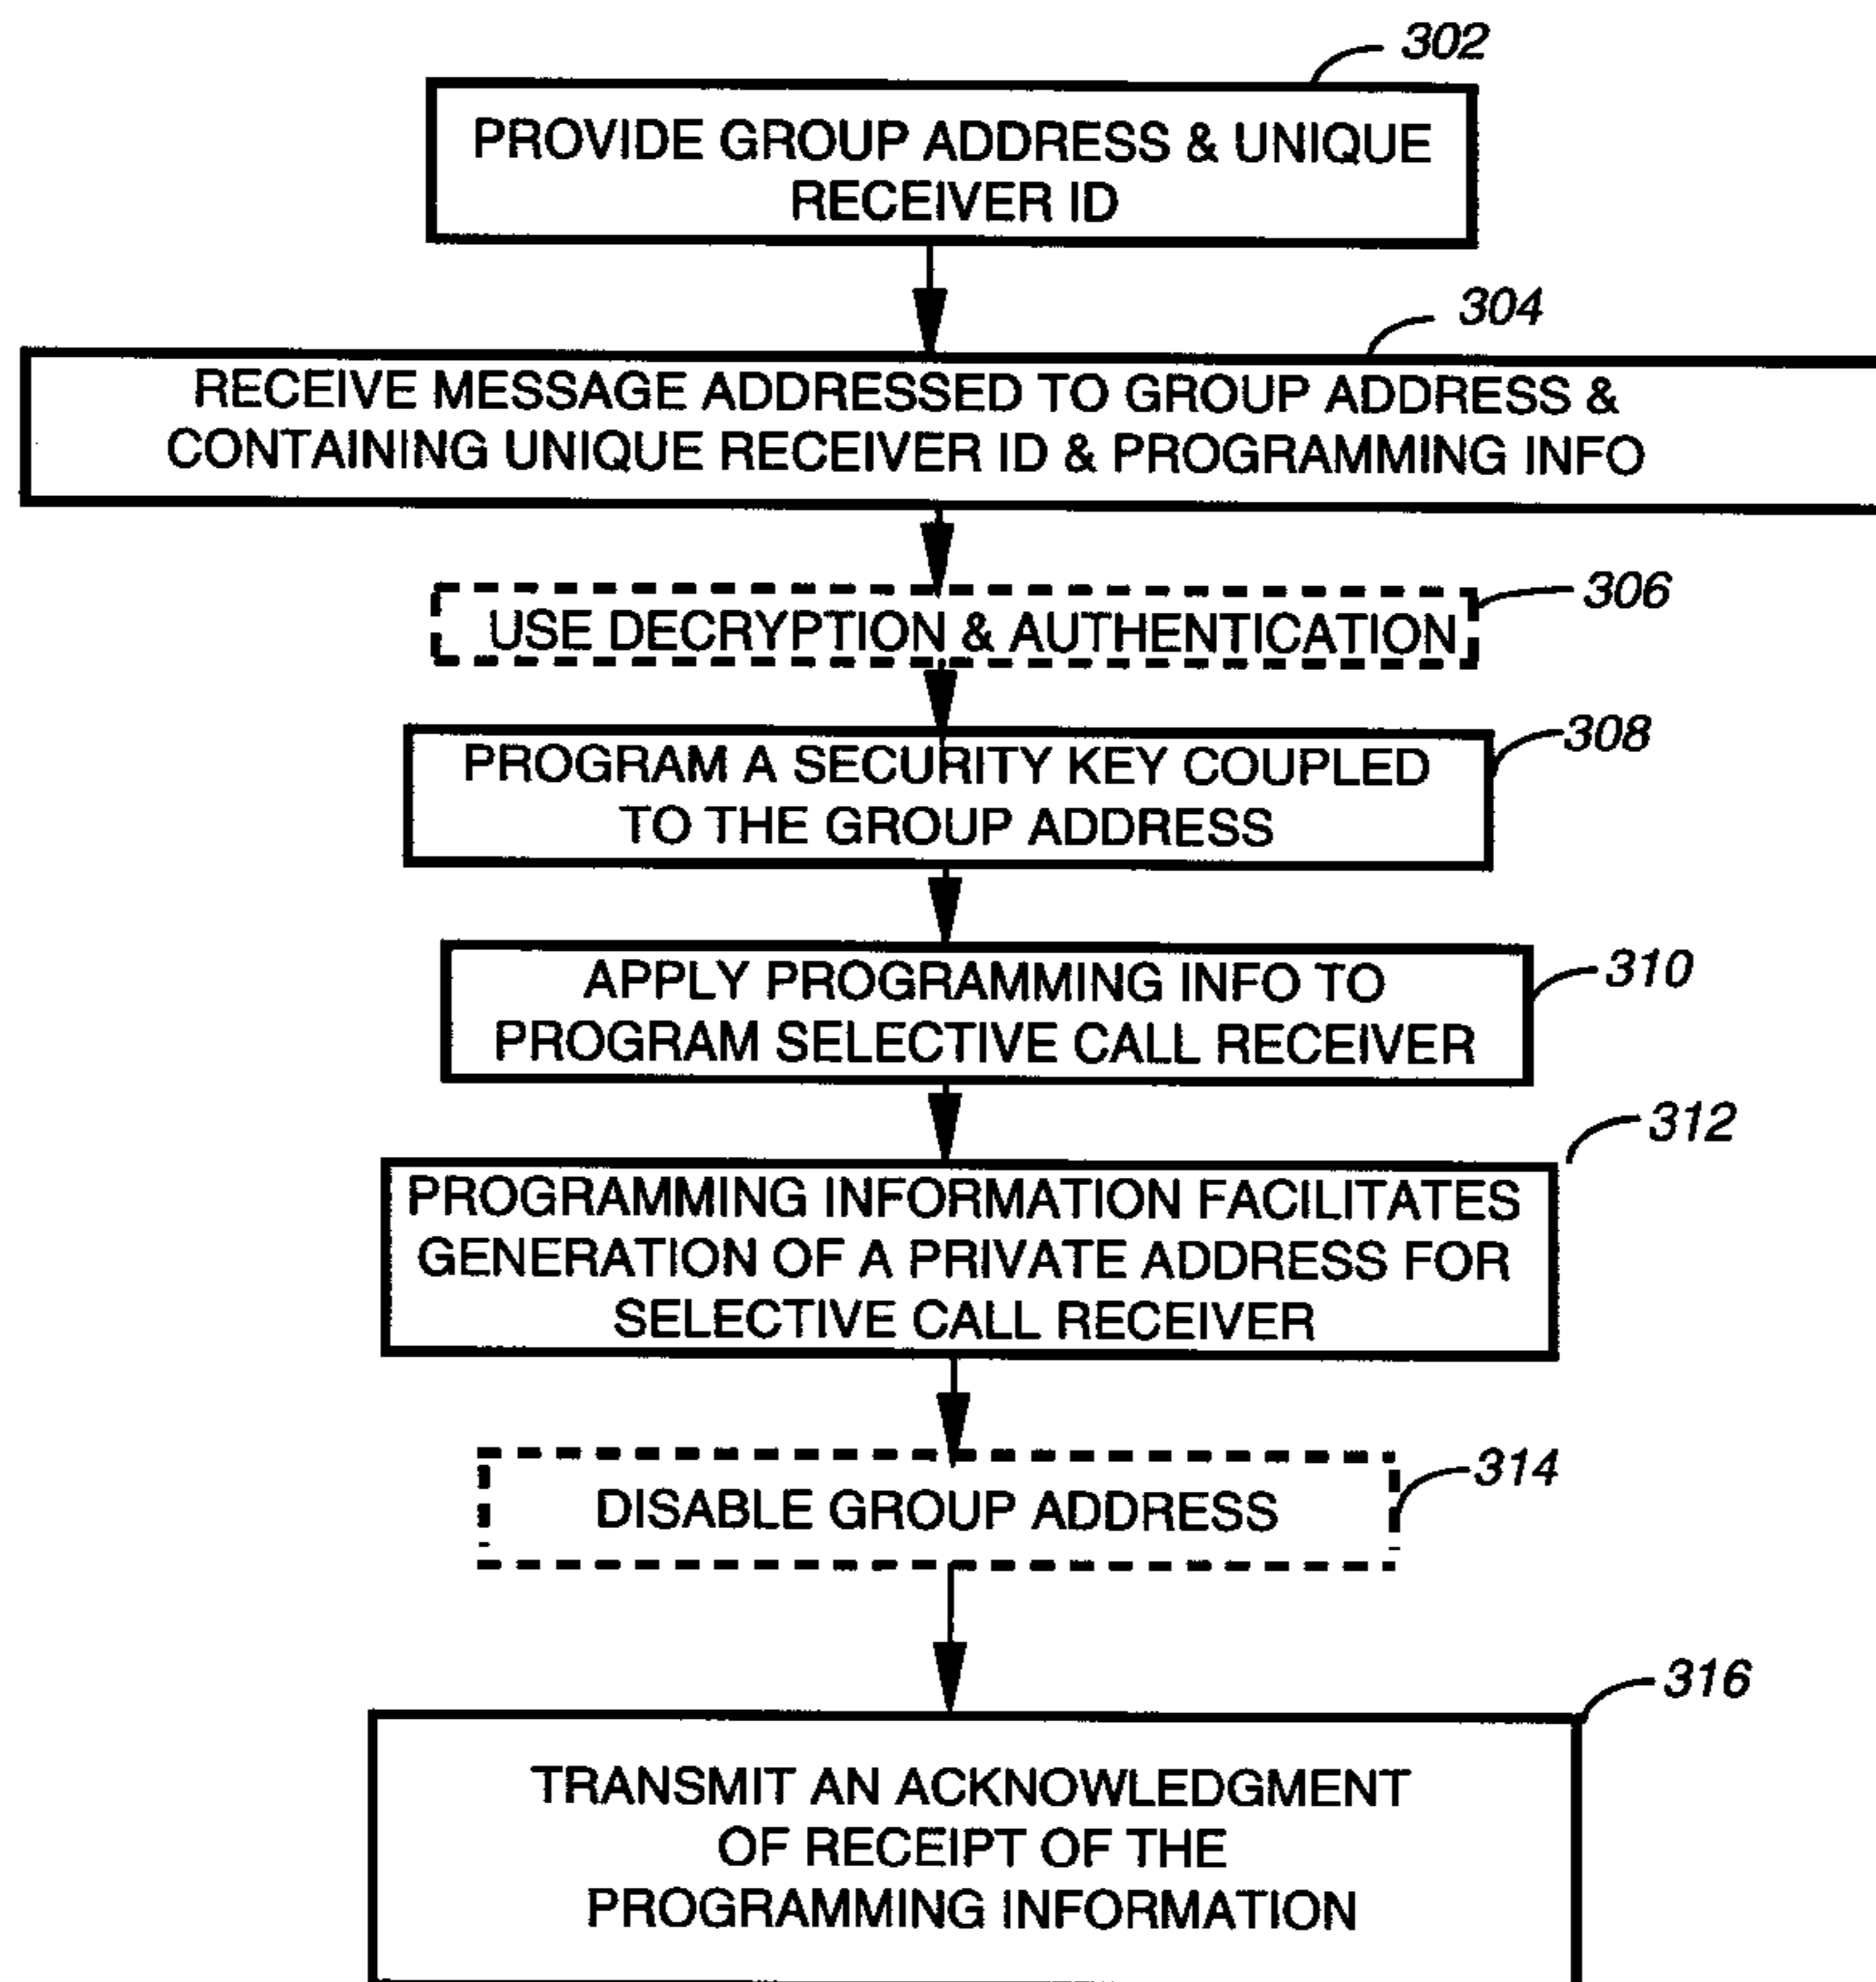 302
PROVIDE GROUP ADDRESS & UNIQUE
RECEIVER ID
304
RECEIVE MESSAGE ADDRESSED TO GROUP ADDRESS &
CONTAINING UNIQUE RECEIVER ID & PROGRAMMING INFO
306
USE DECRYPTION & AUTHENTICATION
308
PROGRAM A SECURITY KEY COUPLED
TO THE GROUP ADDRESS
310
APPLY PROGRAMMING INFO TO
PROGRAM SELECTIVE CALL RECEIVER
312
PROGRAMMING INFORMATION FACILITATES
GENERATION OF A PRIVATE ADDRESS FOR
SELECTIVE CALL RECEIVER
314
DISABLE GROUP ADDRESS
316
TRANSMIT AN ACKNOWLEDGMENT
OF RECEIPT OF THE
PROGRAMMING INFORMATION